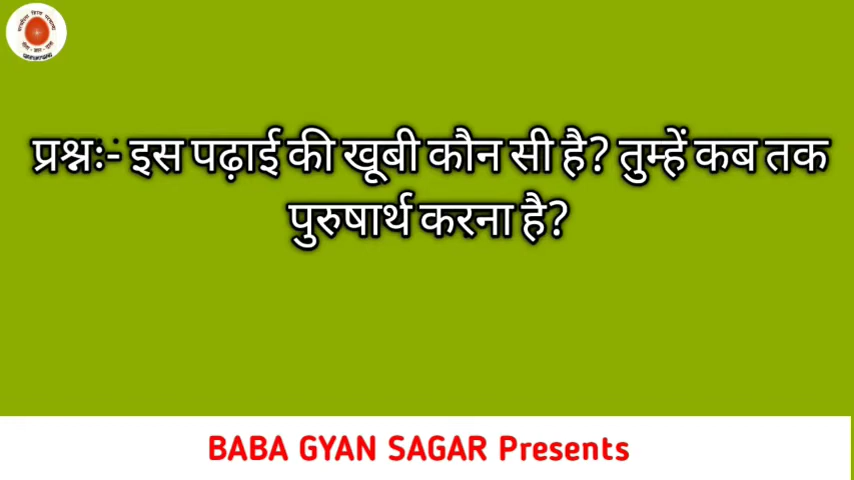 प्रश्नः- इस पढ़ाई की खूबी कौन सी है? तुम्हें कब तक
पुरुषार्थ करना है?
BABA GYAN SAGAR Presents